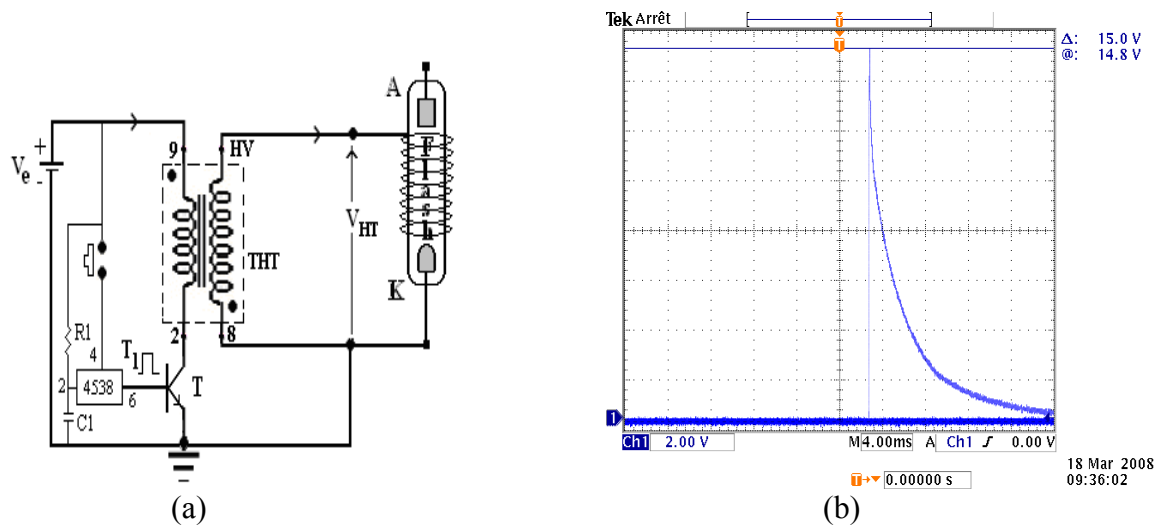 A
+
Ve
-
9
HV
Flash
VHT
THT
K
R1
4
T1
2
8
2
4538
6
T
C1
(a)
Tek Arrêt
T
T
Δ: 15.0 V
@: 14.8 V
1
Ch1 2.00 V M 4.00ms A Ch1 0.00 V
T 0.00000 s
18 Mar 2008
09:36:02
(b)